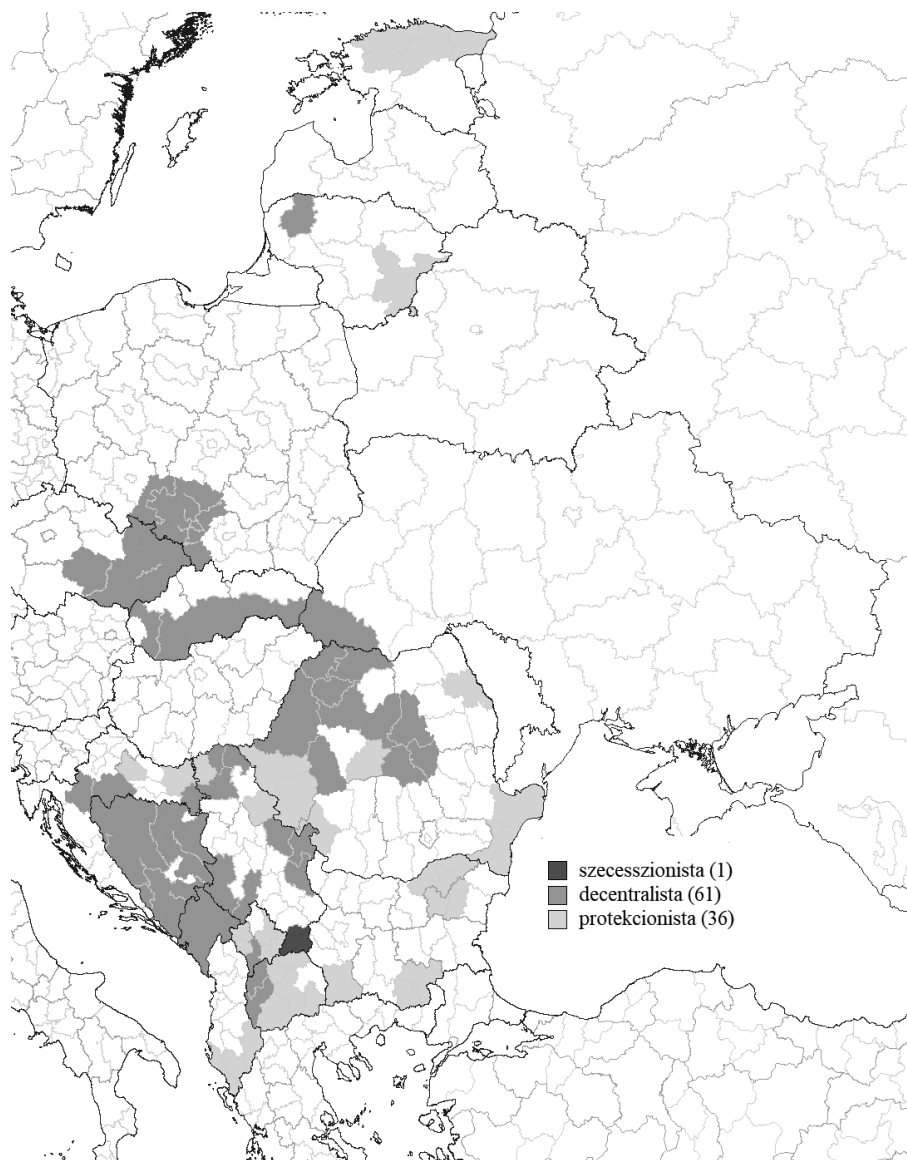 szecesszionista (1)
decentralista (61)
protekcionista (36)